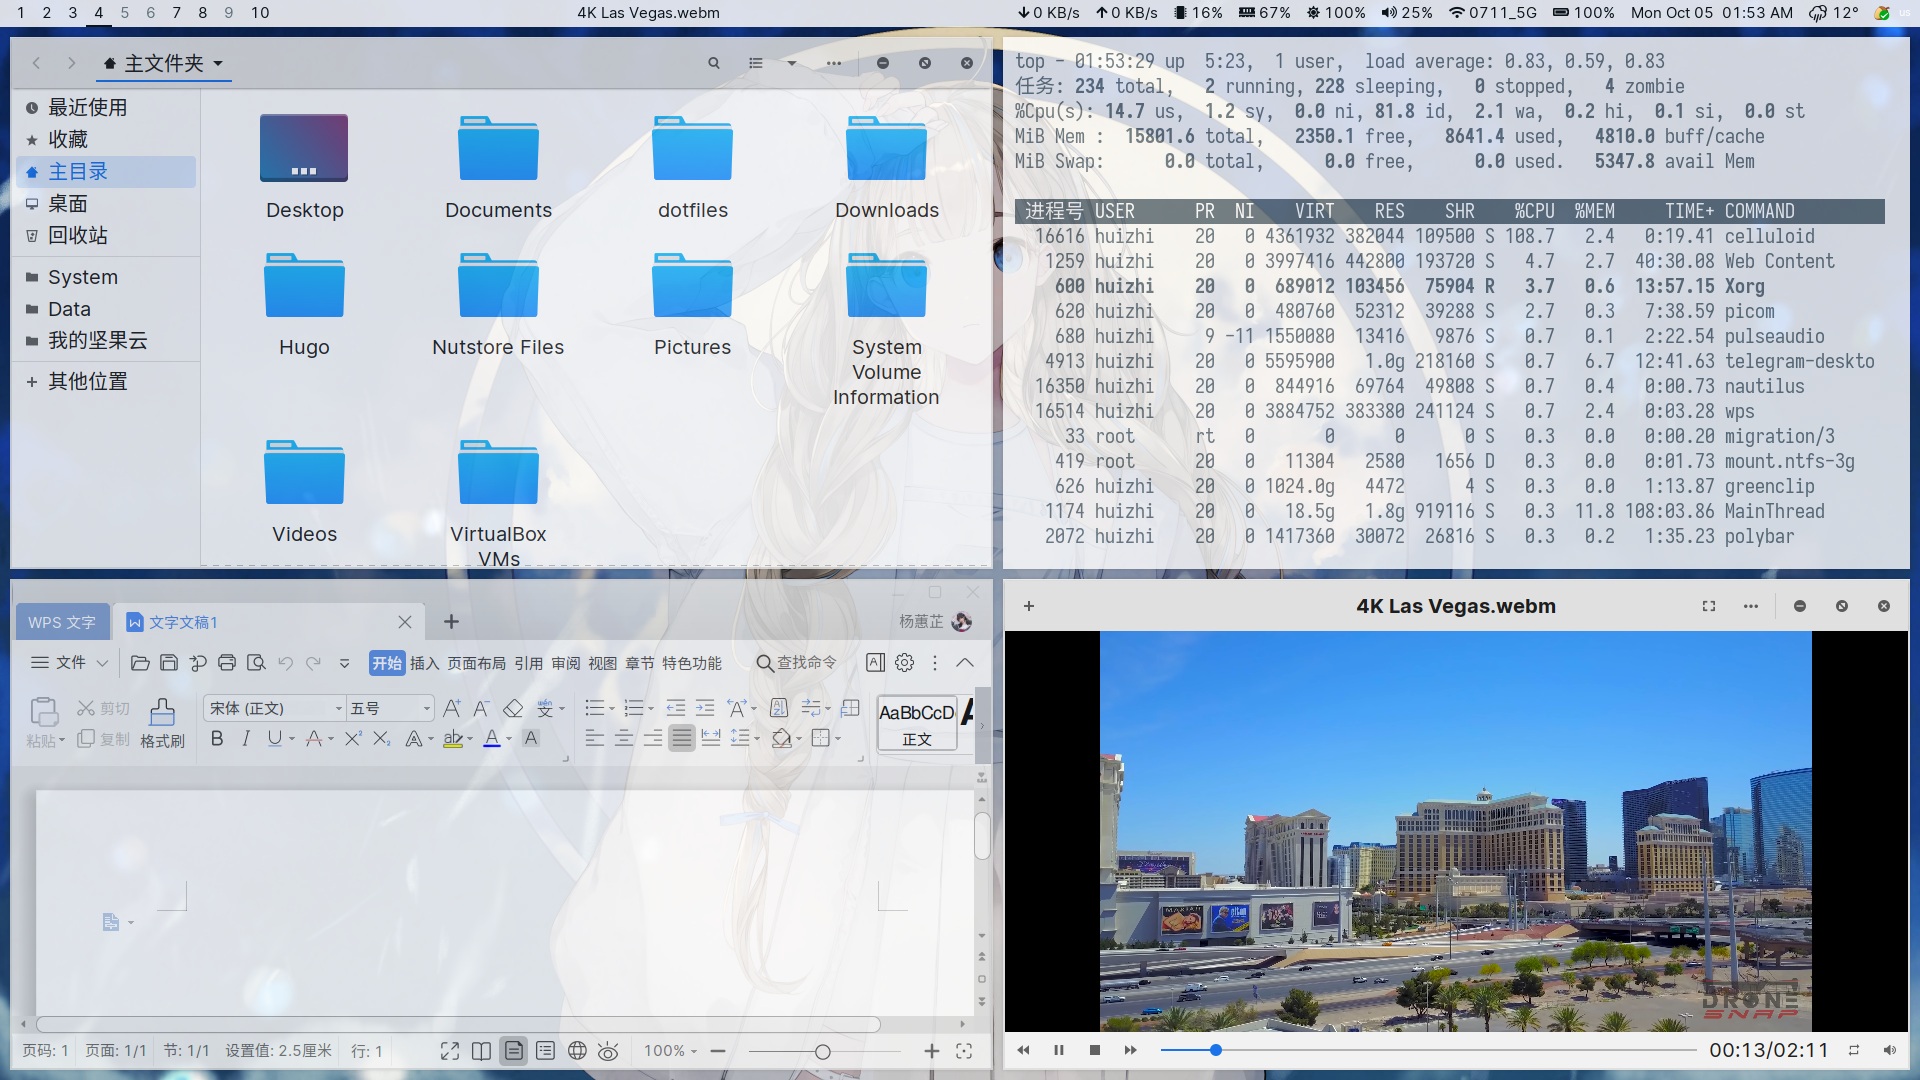 1 2 3 4 5 6 7 8 9 10
4K Las Vegas.webm
0 KB/s 0 KB/s 16% 67% 100% 25% 0711_5G 100% Mon Oct 05 01:53 AM 12° us
主文件夹
最近使用
收藏
主目录
桌面
回收站
System
Data
我的坚果云
+ 其他位置
Desktop
Documents
dotfiles
Downloads
Hugo
Nutstore Files
Pictures
System
Volume
Information
Videos
VirtualBox
VMs
top - 01:53:29 up  5:23,  1 user,  load average: 0.83, 0.59, 0.83
任务: 234 total,   2 running, 228 sleeping,   0 stopped,   4 zombie
%Cpu(s): 14.7 us,  1.2 sy,  0.0 ni, 81.8 id,  2.1 wa,  0.2 hi,  0.1 si,  0.0 st
MiB Mem :  15801.6 total,   2350.1 free,   8641.4 used,   4810.0 buff/cache
MiB Swap:      0.0 total,      0.0 free,      0.0 used.   5347.8 avail Mem
进程号 USER      PR  NI    VIRT    RES    SHR    %CPU  %MEM     TIME+ COMMAND
16616 huizhi    20   0 4361932 382044 109500 S 108.7   2.4   0:19.41 celluloid
1259 huizhi    20   0 3997416 442800 193720 S   4.7   2.7  40:30.08 Web Content
600 huizhi    20   0  689012 103456  75904 R   3.7   0.6  13:57.15 Xorg
620 huizhi    20   0  480760  52312  39288 S   2.7   0.3   7:38.59 picom
680 huizhi     9 -11 1550080  13416   9876 S   0.7   0.1   2:22.54 pulseaudio
4913 huizhi    20   0 5595900   1.0g 218160 S   0.7   6.7  12:41.63 telegram-deskto
16350 huizhi    20   0  844916  69764  49808 S   0.7   0.4   0:00.73 nautilus
16514 huizhi    20   0 3884752 383380 241124 S   0.7   2.4   0:03.28 wps
33 root      rt   0       0      0      0 S   0.3   0.0   0:00.20 migration/3
419 root      20   0   11304   2580   1656 D   0.3   0.0   0:01.73 mount.ntfs-3g
626 huizhi    20   0 1024.0g   4472      4 S   0.3   0.0   1:13.87 greenclip
1174 huizhi    20   0   18.5g   1.8g 919116 S   0.3  11.8 108:03.86 MainThread
2072 huizhi    20   0 1417360  30072  26816 S   0.3   0.2   1:35.23 polybar
WPS 文字 文字文稿1 + 杨蕙芷
文件 开始 插入 页面布局 引用 审阅 视图 章节 特色功能 查找命令
粘贴 剪切 复制 格式刷
宋体 (正文) 五号
AaBbCcD
正文
页码: 1 页面: 1/1 节: 1/1 设置值: 2.5厘米 行: 1 100%
4K Las Vegas.webm
DRONE
SNAP
00:13/02:11